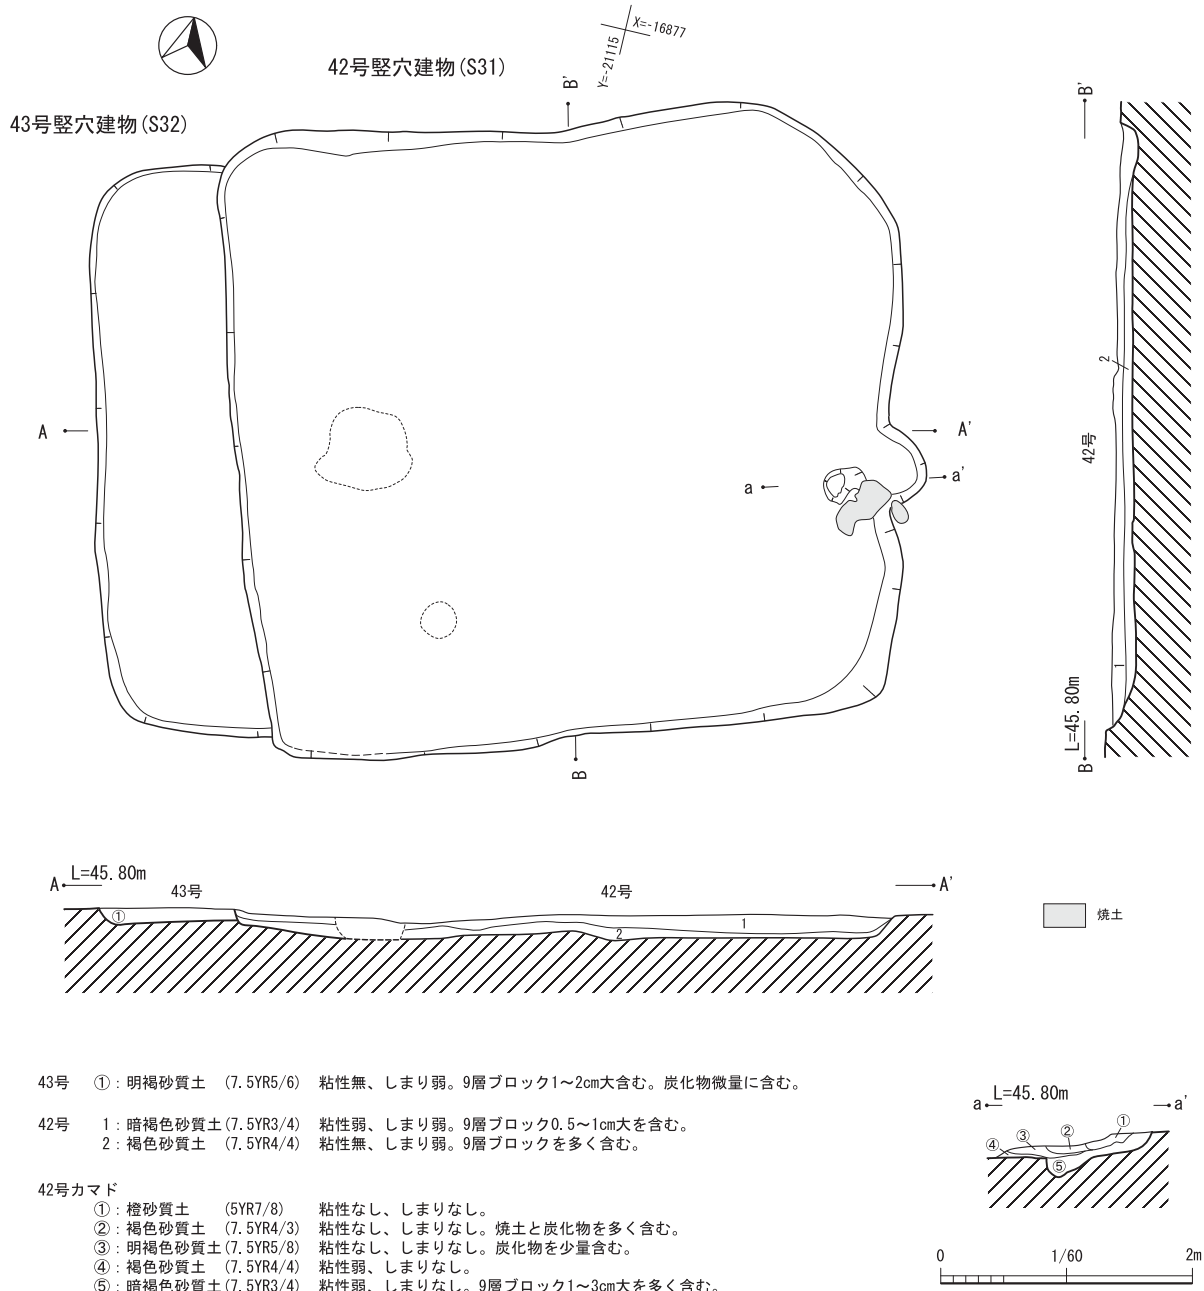 X=-16877
Y=-21115
42号竪穴建物(S31)
43号竪穴建物(S32)
B'
B'
A
A'
a
a'
2
42号
1
L=45.80m
B
B
A
L=45.80m
43号
42号
A'
①
1
2
焼土
43号 ①：明褐砂質土 (7.5YR5/6) 粘性無、しまり弱。9層ブロック1～2cm大含む。炭化物微量に含む。
42号 1：暗褐色砂質土(7.5YR3/4) 粘性弱、しまり弱。9層ブロック0.5～1cm大を含む。
2：褐色砂質土 (7.5YR4/4) 粘性無、しまり弱。9層ブロックを多く含む。
42号カマド
①：橙砂質土 (5YR7/8) 粘性なし、しまりなし。
②：褐色砂質土 (7.5YR4/3) 粘性なし、しまりなし。焼土と炭化物を多く含む。
③：明褐色砂質土(7.5YR5/8) 粘性なし、しまりなし。炭化物を少量含む。
④：褐色砂質土 (7.5YR4/4) 粘性弱、しまりなし。
⑤：暗褐色砂質土(7.5YR3/4) 粘性弱、しまりなし。9層ブロック1～3cm大を多く含む。
L=45.80m
a
a'
①
②
③
④
⑤
0 1/60 2m